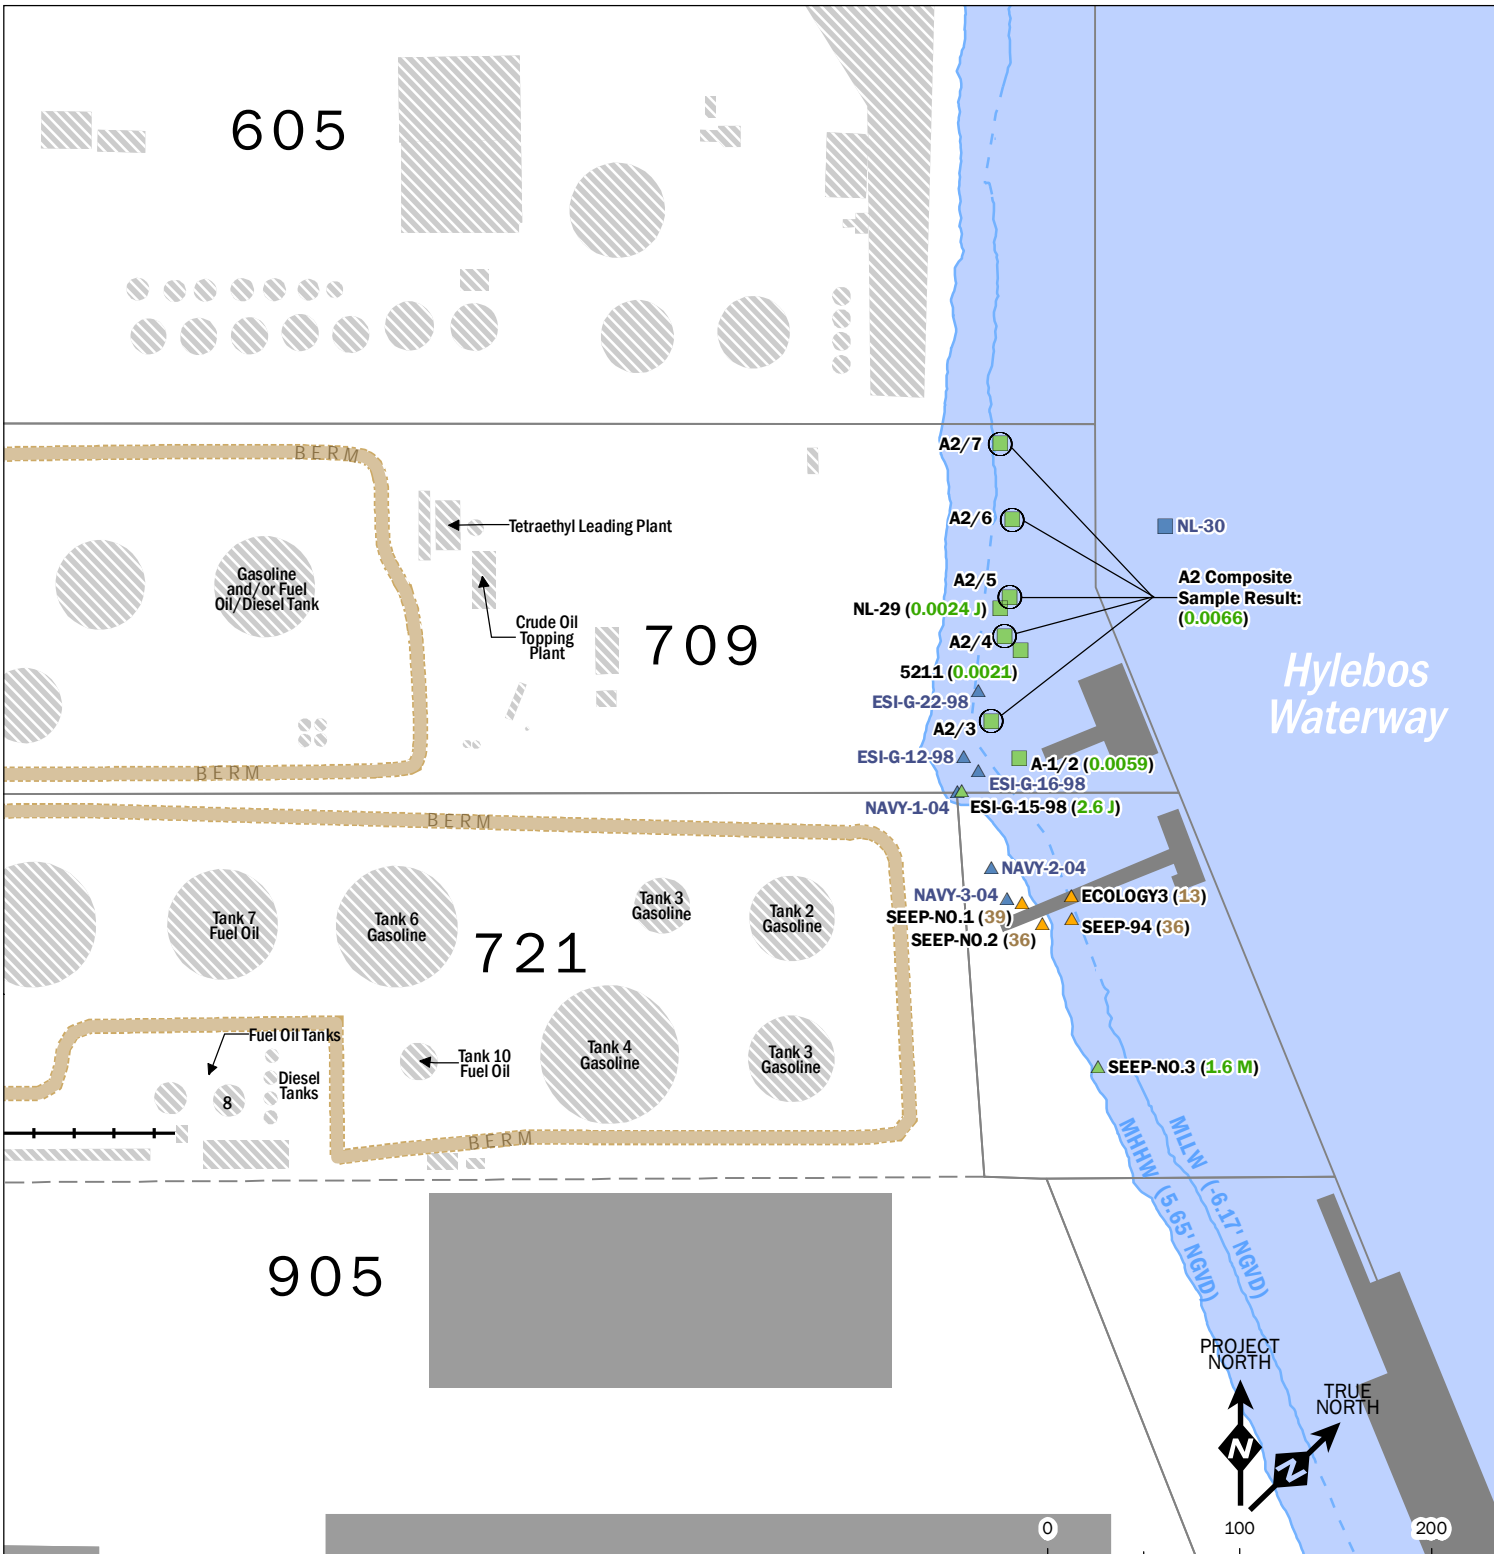 605
BERM
A2/7
Tetraethyl Leading Plant
A2/6
NL-30
Gasoline
and/or Fuel
Oil/Diesel Tank
A2/5
A2 Composite
Sample Result:
(0.0066)
NL-29 (0.0024 J)
Crude Oil
Topping
Plant
709
A2/4
5211 (0.0021)
Hylebos
Waterway
ESI-G-22-98
A2/3
ESI-G-12-98
A-1/2 (0.0059)
BERM
ESI-G-16-98
NAVY-1-04
ESI-G-15-98 (2.6 J)
BERM
NAVY-2-04
NAVY-3-04
ECOLOGY3 (13)
SEEP-NO.1 (39)
SEEP-94 (36)
SEEP-NO.2 (36)
Tank 7
Fuel Oil
Tank 6
Gasoline
721
Tank 3
Gasoline
Tank 2
Gasoline
Fuel Oil Tanks
Tank 10
Fuel Oil
Tank 4
Gasoline
Tank 3
Gasoline
Diesel
Tanks
8
SEEP-NO.3 (1.6 M)
BERM
MHHW (5.65' NGVD)
MLLW (-6.17' NGVD)
905
PROJECT
NORTH
TRUE
NORTH
N
N
0
100
200